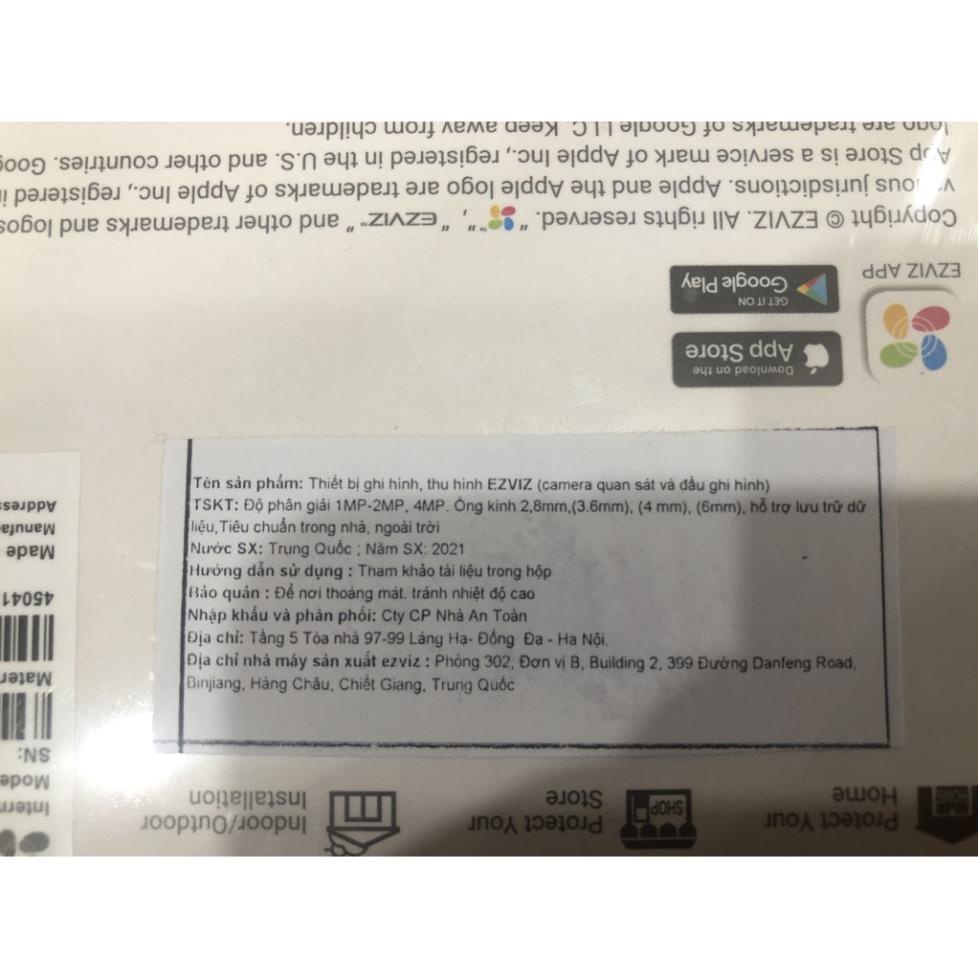 Tên sản phẩm: Thiết bị ghi hình, thu hình EZVIZ (camera quan sát và đầu ghi hình)
TSKT: Độ phân giải 1MP-2MP, 4MP. Ống kính 2,8mm,(3.6mm), (4 mm), (6mm), hỗ trợ lưu trữ dữ
liệu,Tiêu chuẩn trong nhà, ngoài trời
Nước SX: Trung Quốc ; Năm SX: 2021
Hướng dẫn sử dụng : Tham khảo tài liệu trong hộp
Bảo quản : Để nơi thoáng mát. tránh nhiệt độ cao
Nhập khẩu và phân phối: Cty CP Nhà An Toàn
Địa chỉ: Tầng 5 Tòa nhà 97-99 Láng Hạ- Đống Đa - Hà Nội.
Địa chỉ nhà máy sản xuất ezviz : Phòng 302, Đơn vị B, Building 2, 399 Đường Danfeng Road,
Binjiang, Hàng Châu, Chiết Giang, Trung Quốc
Protect Your
Home
Protect Your
Store
SHOP
Indoor/Outdoor
Installation
SN:
45041
Made
Download on the
App Store
GET IT ON
Google Play
EZVIZ APP
Copyright © EZVIZ. All rights reserved. " ™", " EZVIZ™ " and other trademarks and logos
jurisdictions. Apple and the Apple logo are trademarks of Apple Inc., registered
App Store is a service mark of Apple Inc., registered in the U.S. and other countries.
logo are trademarks of Google LLC. Keep away from children.